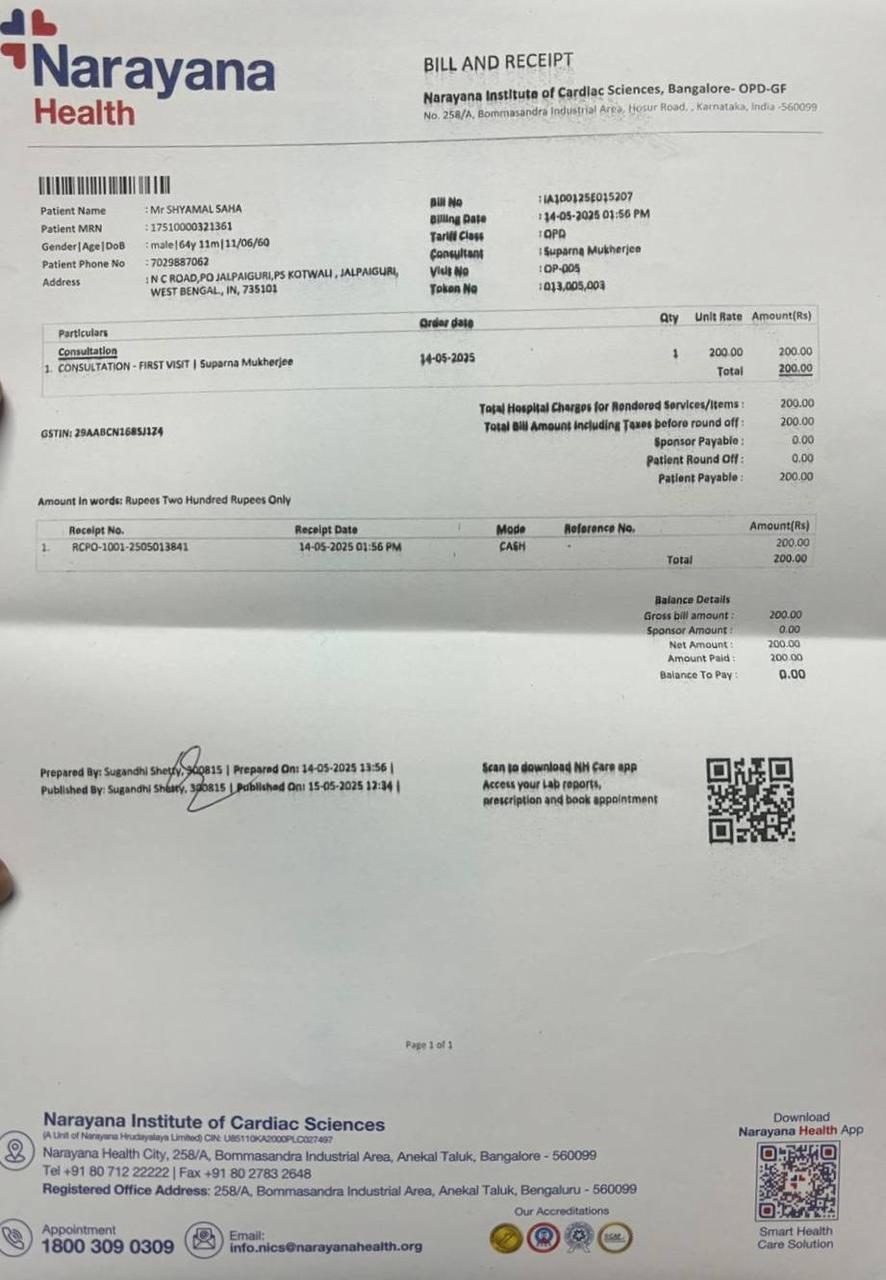 Narayana
Health
BILL AND RECEIPT
Narayana Institute of Cardiac Sciences, Bangalore- OPD-GF
No. 258/A, Bommasandra Industrial Area, Hosur Road, , Karnataka, India -560099
Patient Name : Mr SHYAMAL SAHA
Patient MRN : 17510000321361
Gender|Age|DoB : male|64y 11m|11/06/60
Patient Phone No : 7029887062
Address : N C ROAD,PO JALPAIGURI,PS KOTWALI , JALPAIGURI,
WEST BENGAL, IN, 735101
Bill No : IA100125E015207
Billing Date : 14-05-2025 01:56 PM
Tariff Class : OPD
Consultant : Suparna Mukherjee
Visit No : OP-005
Token No : 013,005,003
Particulars Order date Qty Unit Rate Amount(Rs)
Consultation
1. CONSULTATION - FIRST VISIT | Suparna Mukherjee 14-05-2025 1 200.00 200.00
Total 200.00
Total Hospital Charges for Rendered Services/Items : 200.00
GSTIN: 29AABCN1685J1Z4
Total Bill Amount Including Taxes before round off : 200.00
Sponsor Payable : 0.00
Patient Round Off : 0.00
Patient Payable : 200.00
Amount in words: Rupees Two Hundred Rupees Only
Receipt No. Receipt Date Mode Reference No. Amount(Rs)
1. RCPO-1001-2505013841 14-05-2025 01:56 PM CASH - 200.00
Total 200.00
Balance Details
Gross bill amount : 200.00
Sponsor Amount : 0.00
Net Amount : 200.00
Amount Paid : 200.00
Balance To Pay : 0.00
Prepared By: Sugandhi Shetty, 300815 | Prepared On: 14-05-2025 13:56 |
Published By: Sugandhi Shetty, 300815 | Published On: 15-05-2025 12:34 |
Scan to download NH Care app
Access your Lab reports,
prescription and book appointment
Page 1 of 1
Narayana Institute of Cardiac Sciences
(A Unit of Narayana Hrudayalaya Limited) CIN: U85110KA2000PLC027497
Narayana Health City, 258/A, Bommasandra Industrial Area, Anekal Taluk, Bangalore - 560099
Tel +91 80 712 22222 | Fax +91 80 2783 2648
Registered Office Address: 258/A, Bommasandra Industrial Area, Anekal Taluk, Bengaluru - 560099
Appointment
1800 309 0309
Email:
info.nics@narayanahealth.org
Our Accreditations
Download
Narayana Health App
Smart Health
Care Solution